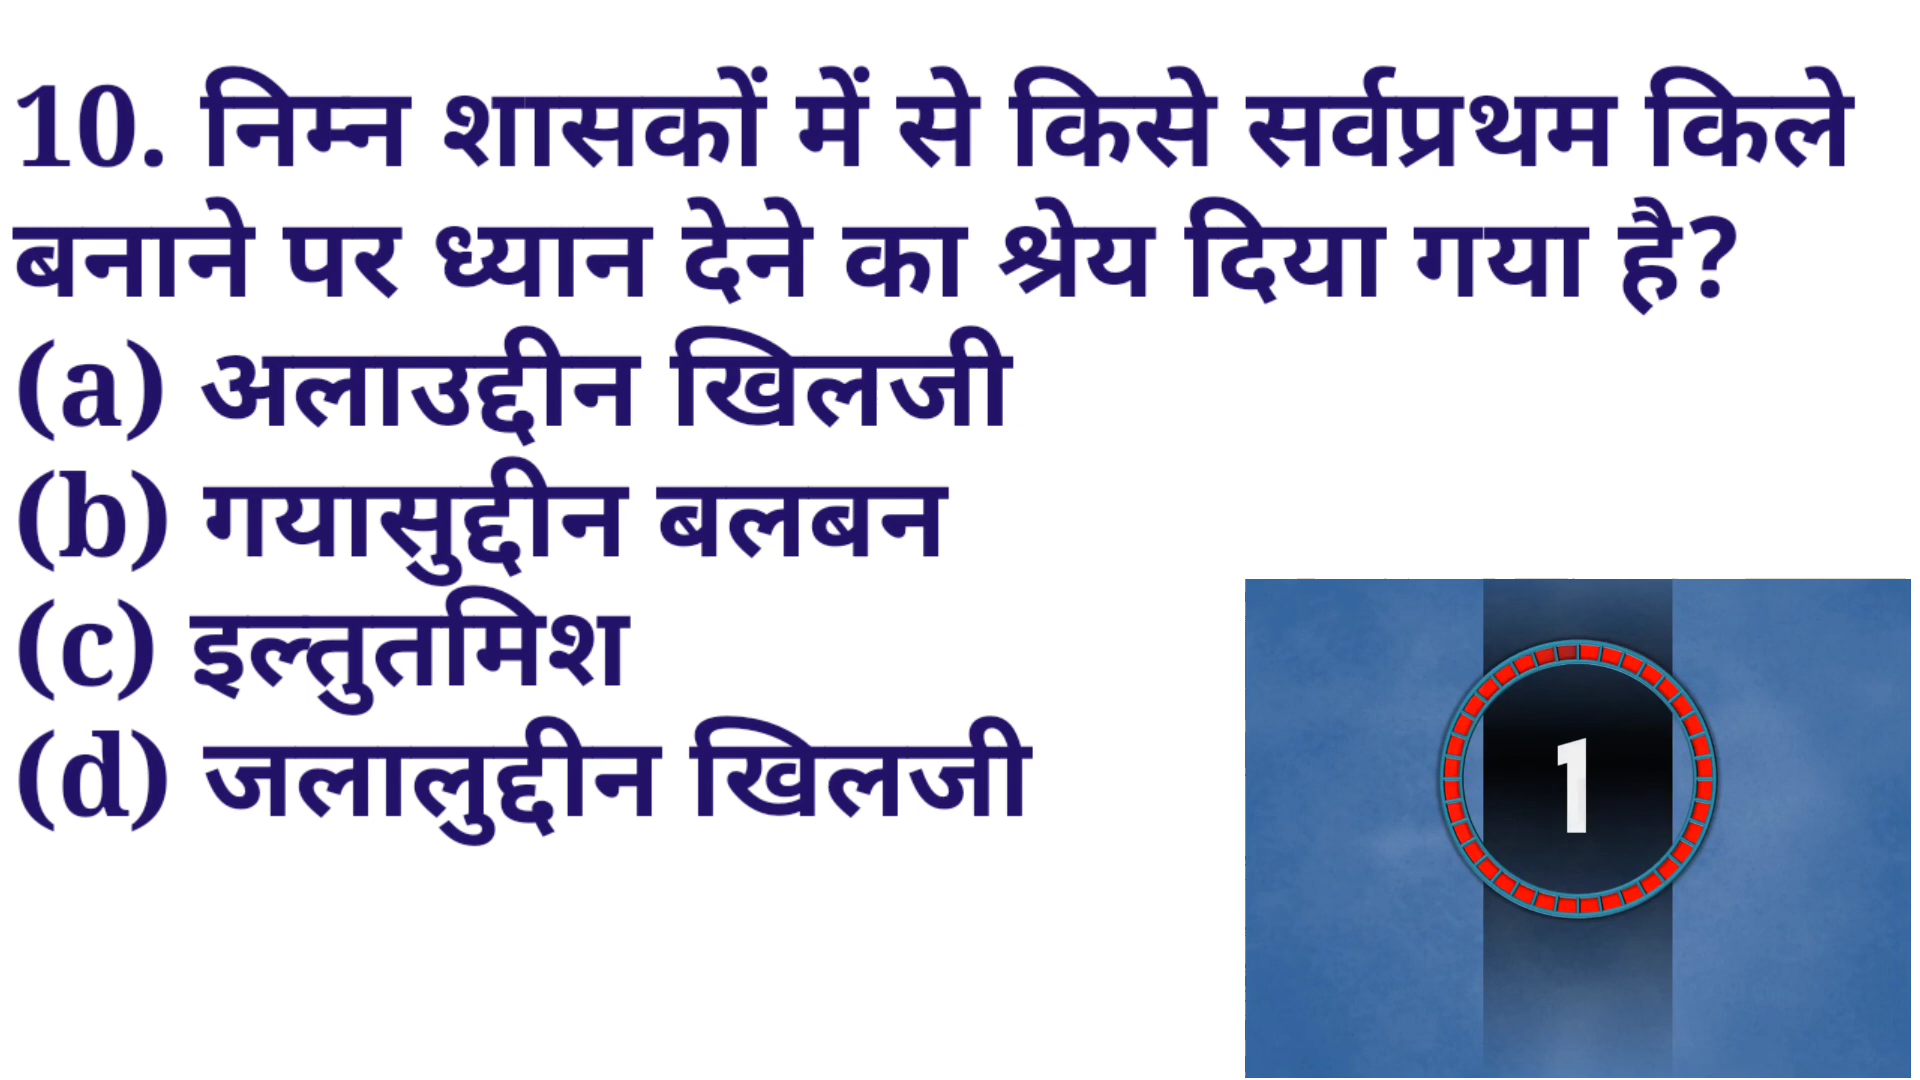 10. निम्न शासकों में से किसे सर्वप्रथम किले
बनाने पर ध्यान देने का श्रेय दिया गया है?
(a) अलाउद्दीन खिलजी
(b) गयासुद्दीन बलबन
(c) इल्तुतमिश
(d) जलालुद्दीन खिलजी
1